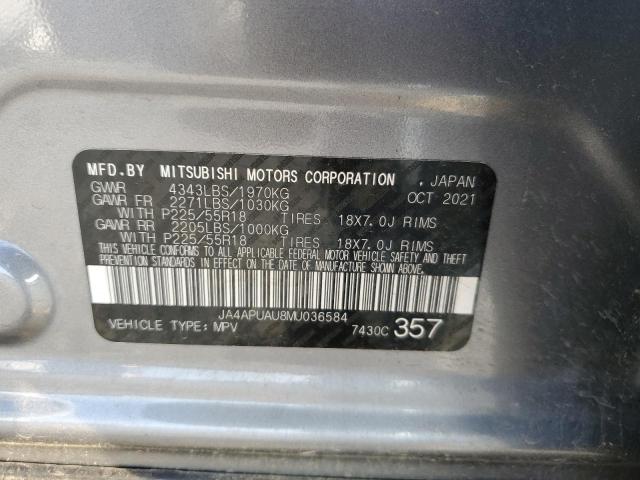 MFD.BY MITSUBISHI MOTORS CORPORATION , JAPAN
GVWR 4343LBS/1970KG OCT 2021
GAWR FR 2271LBS/1030KG
WITH P225/55R18 TIRES 18X7.0J RIMS
GAWR RR 2205LBS/1000KG
WITH P225/55R18 TIRES 18X7.0J RIMS
THIS VEHICLE CONFORMS TO ALL APPLICABLE FEDERAL MOTOR VEHICLE SAFETY AND THEFT
PREVENTION STANDARDS IN EFFECT ON THE DATE OF MANUFACTURE SHOWN ABOVE.
JA4APUAU8MU036584
VEHICLE TYPE: MPV 7430C 357